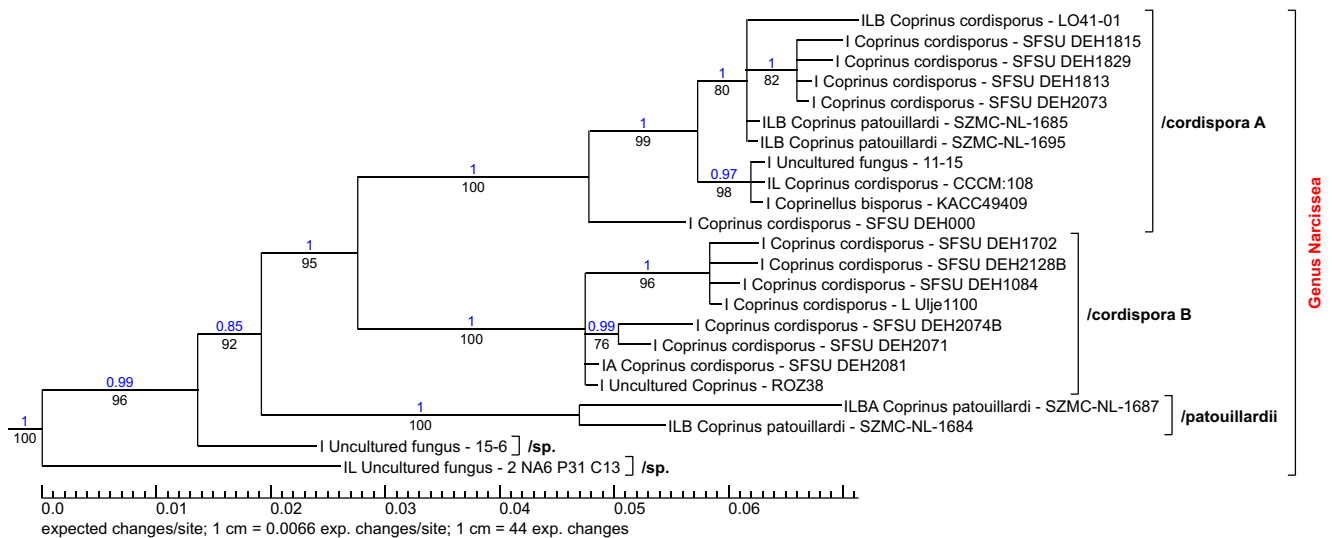 ILB Coprinus cordisporus - LO41-01
I Coprinus cordisporus - SFSU DEH1815
1
I Coprinus cordisporus - SFSU DEH1829
1
82
80
I Coprinus cordisporus - SFSU DEH1813
I Coprinus cordisporus - SFSU DEH2073
ILB Coprinus patouillardi - SZMC-NL-1685
/cordispora A
1
99
ILB Coprinus patouillardi - SZMC-NL-1695
I Uncultured fungus - 11-15
0.97
98
IL Coprinus cordisporus - CCCM:108
1
100
I Coprinellus bisporus - KACC49409
I Coprinus cordisporus - SFSU DEH000
I Coprinus cordisporus - SFSU DEH1702
1
95
I Coprinus cordisporus - SFSU DEH2128B
1
96
I Coprinus cordisporus - SFSU DEH1084
I Coprinus cordisporus - L Ulje1100
/cordispora B
1
100
0.99
76
I Coprinus cordisporus - SFSU DEH2074B
0.85
92
I Coprinus cordisporus - SFSU DEH2071
IA Coprinus cordisporus - SFSU DEH2081
I Uncultured Coprinus - ROZ38
0.99
96
ILBA Coprinus patouillardi - SZMC-NL-1687
1
100
/patouillardii
ILB Coprinus patouillardi - SZMC-NL-1684
1
100
I Uncultured fungus - 15-6
/sp.
IL Uncultured fungus - 2 NA6 P31 C13
/sp.
Genus Narcissea
0.0 0.01 0.02 0.03 0.04 0.05 0.06
expected changes/site; 1 cm = 0.0066 exp. changes/site; 1 cm = 44 exp. changes